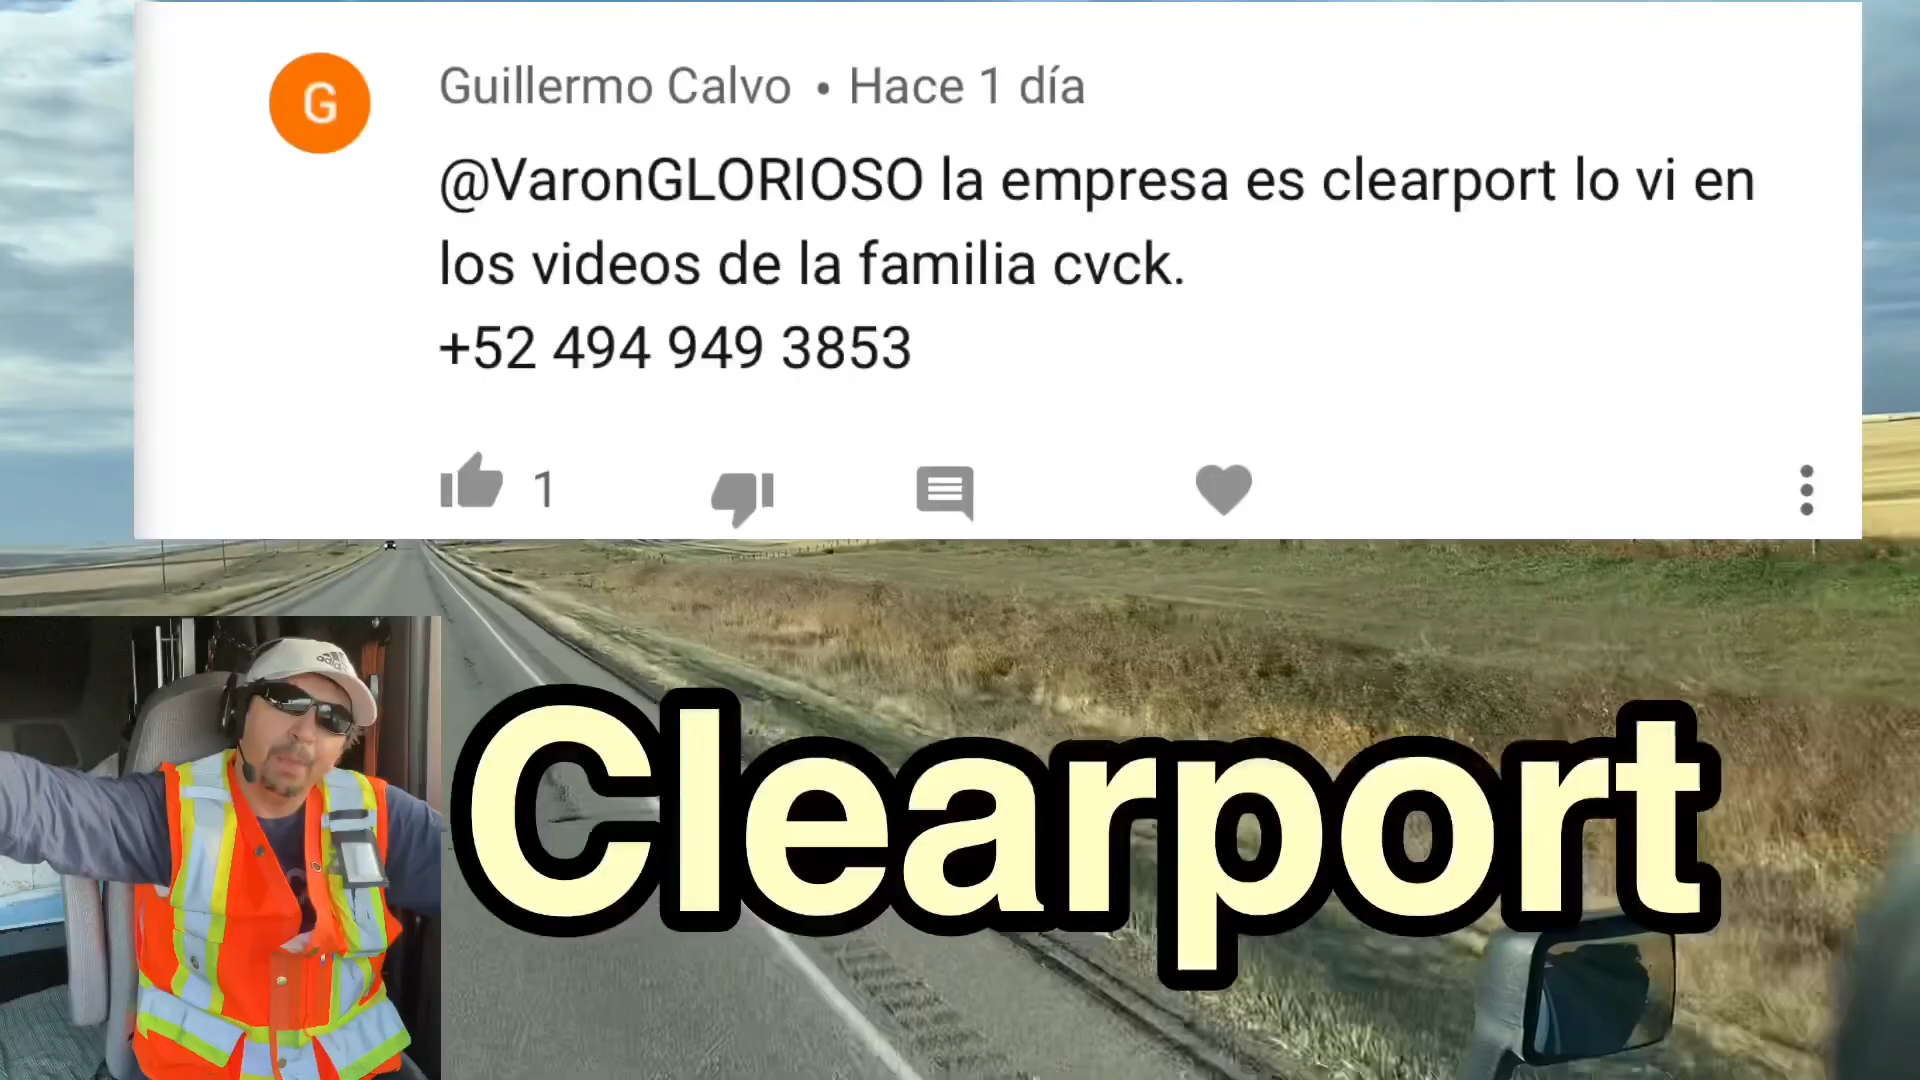 G
Guillermo Calvo • Hace 1 día
@VaronGLORIOSO la empresa es clearport lo vi en
los videos de la familia cvck.
+52 494 949 3853
1
adidas
Clearport